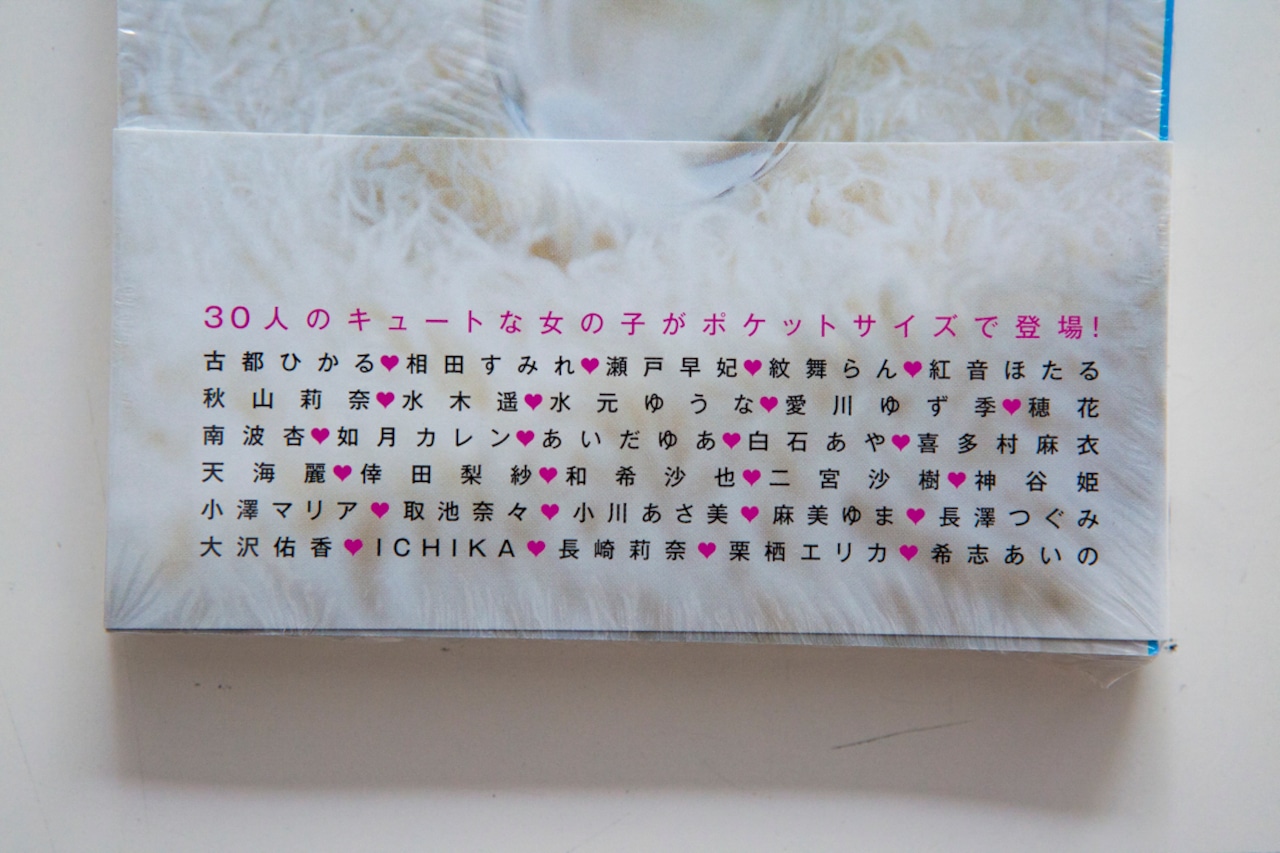 30人のキュートな女の子がポケットサイズで登場!
古都ひかる♥相田すみれ♥瀬戸早妃♥紋舞らん♥紅音ほたる
秋山莉奈♥水木遥♥水元ゆうな♥愛川ゆず季♥穂花
南波杏♥如月カレン♥あいだゆあ♥白石あや♥喜多村麻衣
天海麗♥倖田梨紗♥和希沙也♥二宮沙樹♥神谷姫
小澤マリア♥取池奈々♥小川あさ美♥麻美ゆま♥長澤つぐみ
大沢佑香♥ICHIKA♥長崎莉奈♥栗栖エリカ♥希志あいの